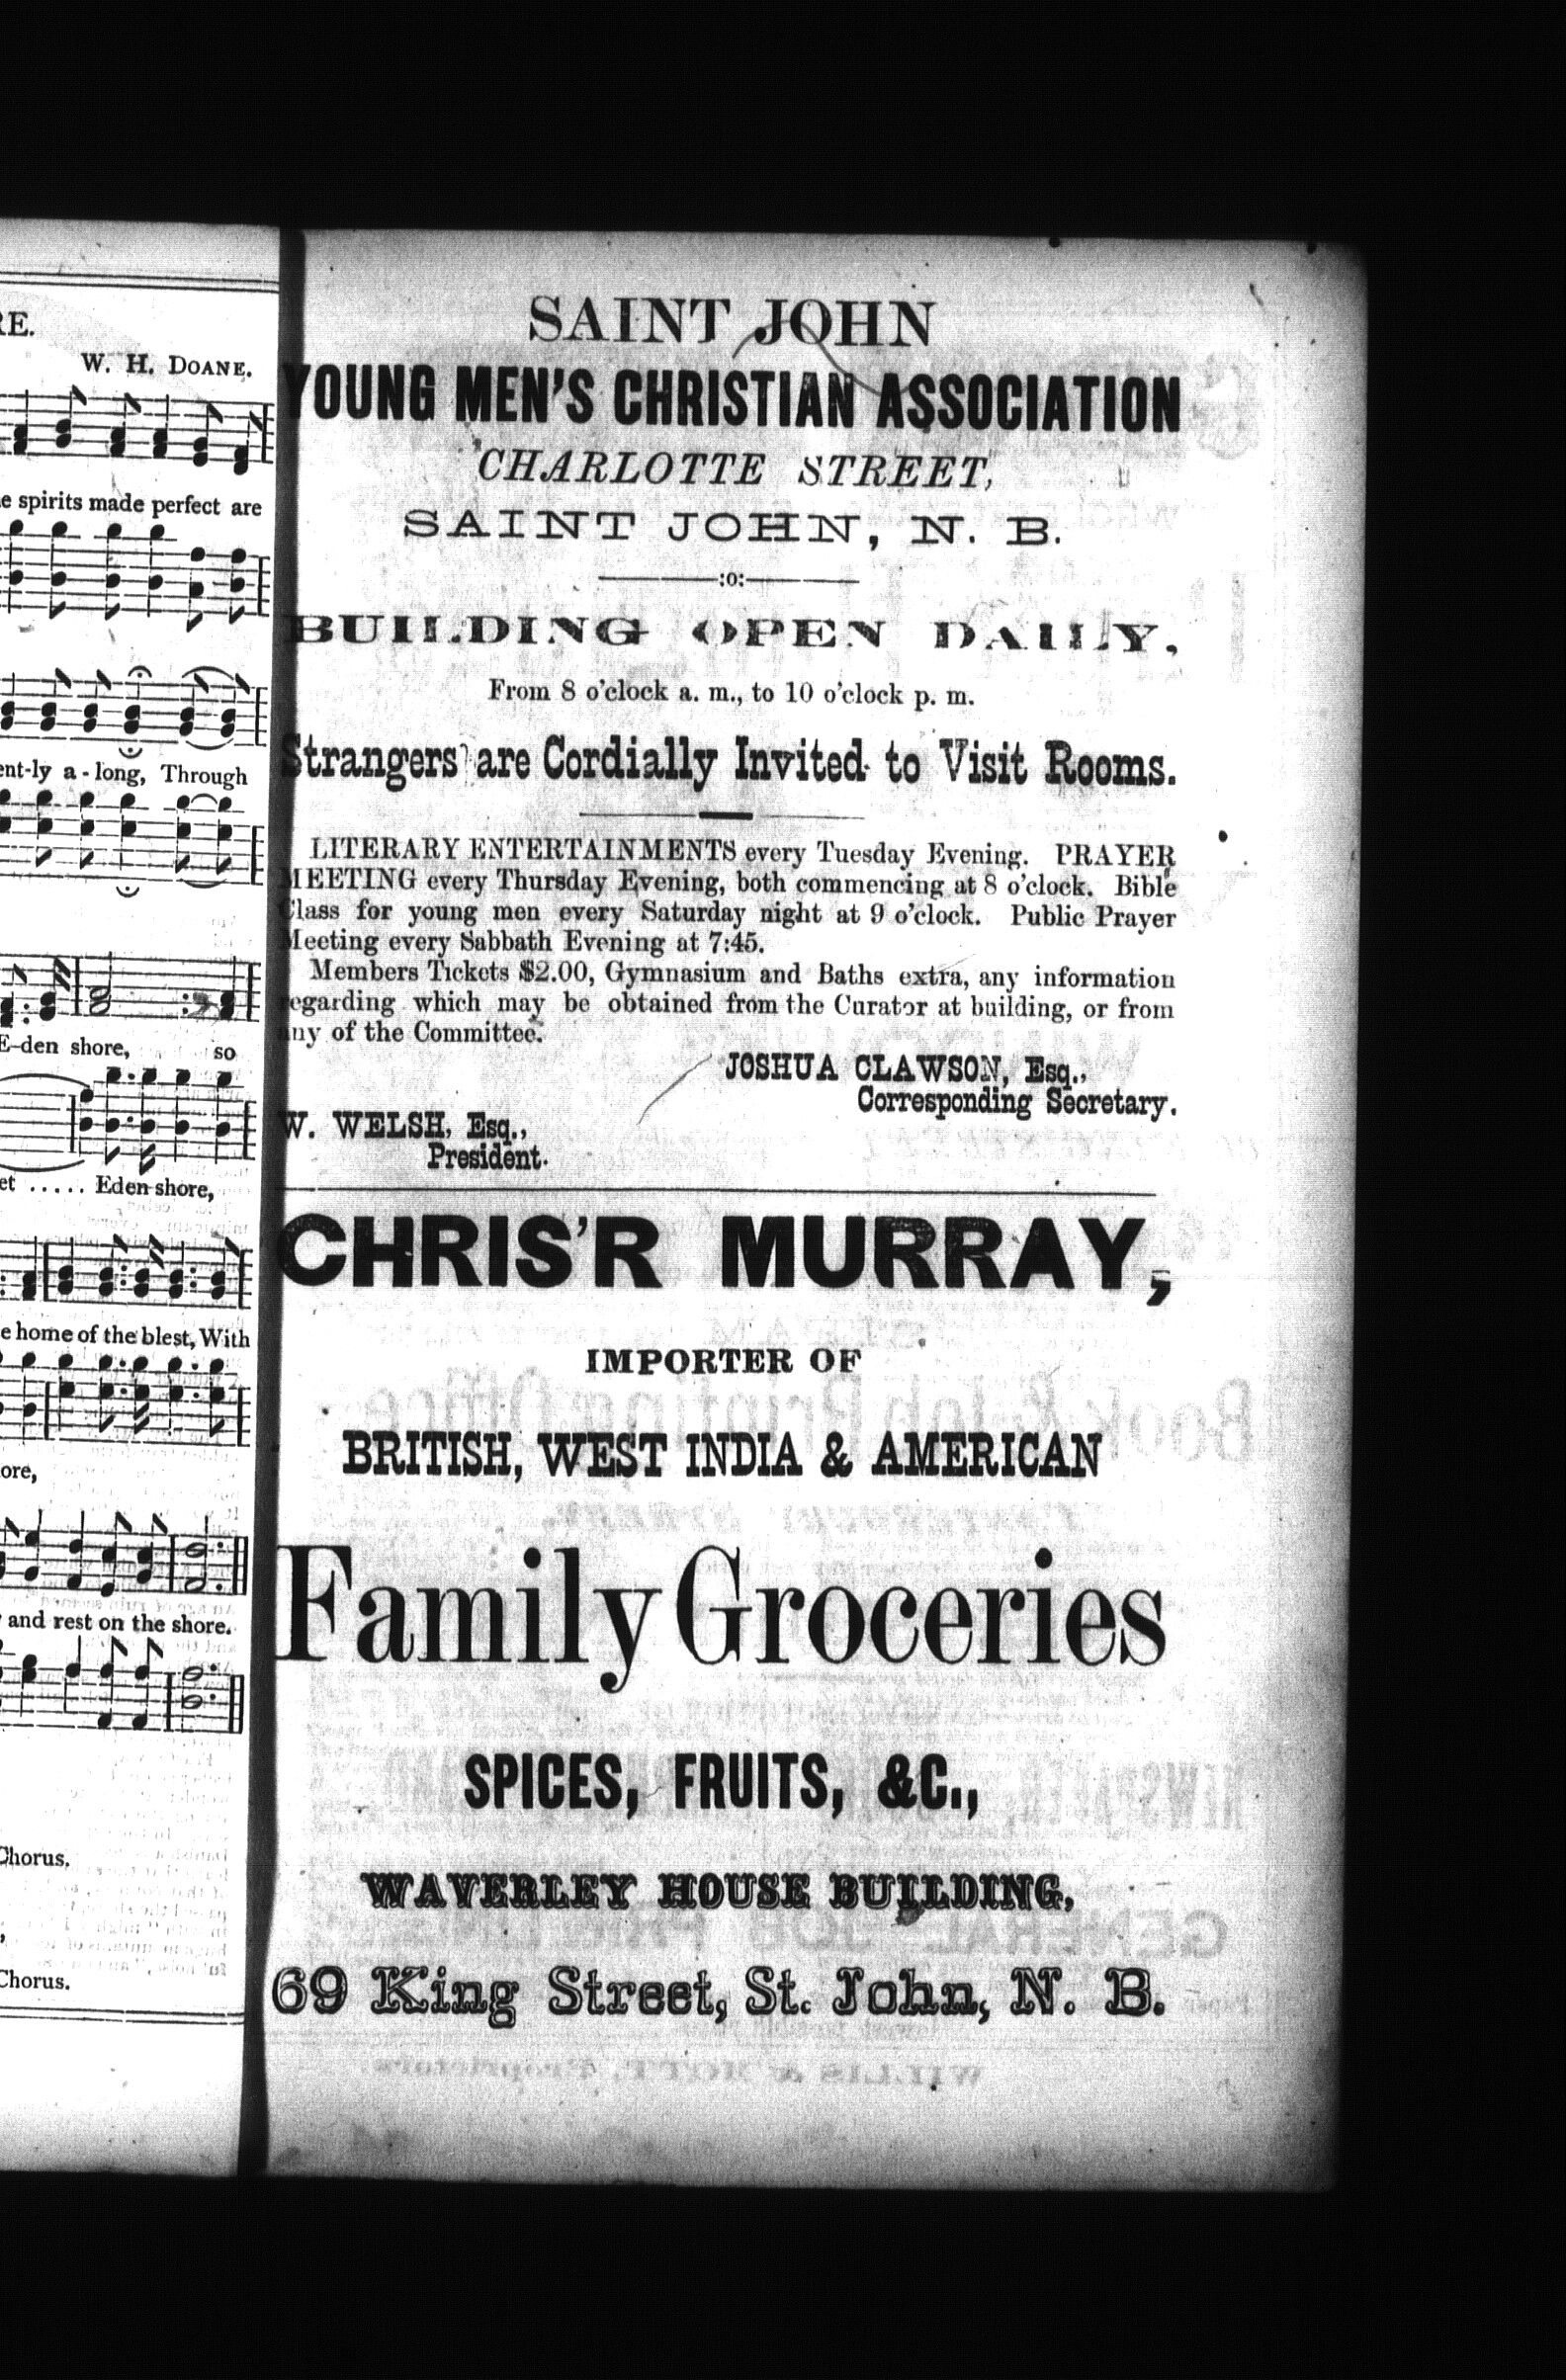 RE.
W. H. DOANE.
e spirits made perfect are
ent-ly a - long, Through
E-den shore, so
et ..... Eden shore,
e home of the blest, With
ore,
and rest on the shore.
Chorus.
Chorus.
SAINT JOHN
YOUNG MEN'S CHRISTIAN ASSOCIATION
CHARLOTTE STREET,
SAINT JOHN, N. B.
:o:
BUILDING OPEN DAILY,
From 8 o'clock a. m., to 10 o'clock p. m.
Strangers are Cordially Invited to Visit Rooms.
LITERARY ENTERTAINMENTS every Tuesday Evening. PRAYER
MEETING every Thursday Evening, both commencing at 8 o'clock. Bible
Class for young men every Saturday night at 9 o'clock. Public Prayer
Meeting every Sabbath Evening at 7:45.
Members Tickets $2.00, Gymnasium and Baths extra, any information
regarding which may be obtained from the Curator at building, or from
any of the Committee.
JOSHUA CLAWSON, Esq.,
Corresponding Secretary.
W. WELSH, Esq.,
President.
CHRIS'R MURRAY,
IMPORTER OF
BRITISH, WEST INDIA & AMERICAN
Family Groceries
SPICES, FRUITS, &C.,
WAVERLEY HOUSE BUILDING,
69 King Street, St. John, N. B.